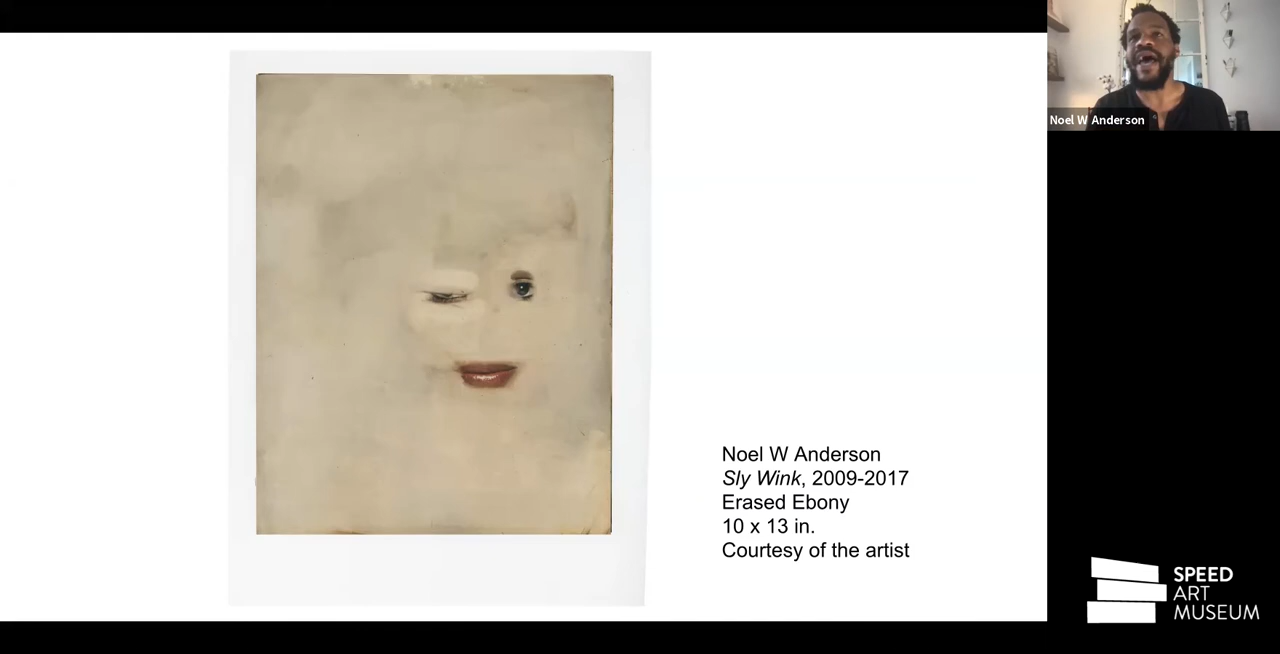 Noel W Anderson
Noel W Anderson
Sly Wink, 2009-2017
Erased Ebony
10 x 13 in.
Courtesy of the artist
SPEED
ART
MUSEUM